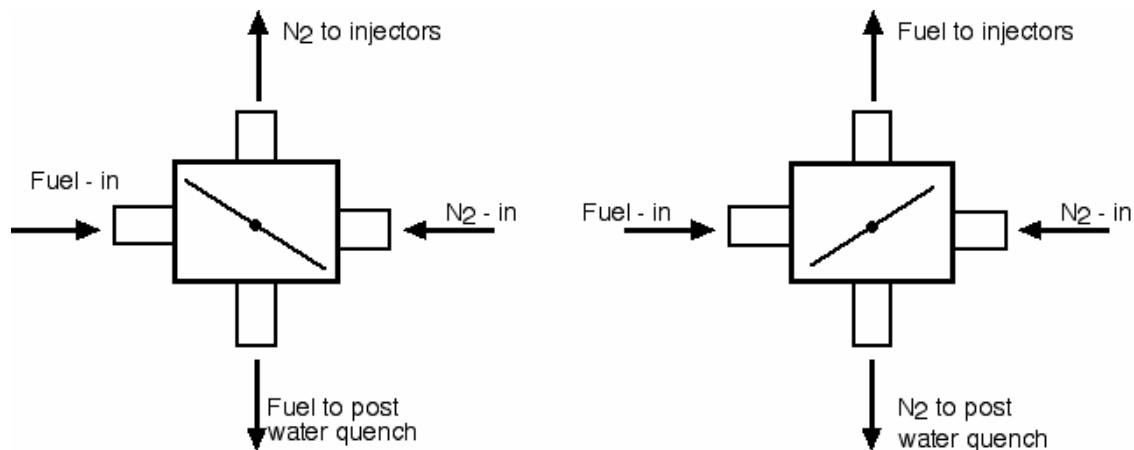 N2 to injectors
Fuel - in
N2 - in
Fuel to post
water quench
Fuel to injectors
Fuel - in
N2 - in
N2 to post
water quench